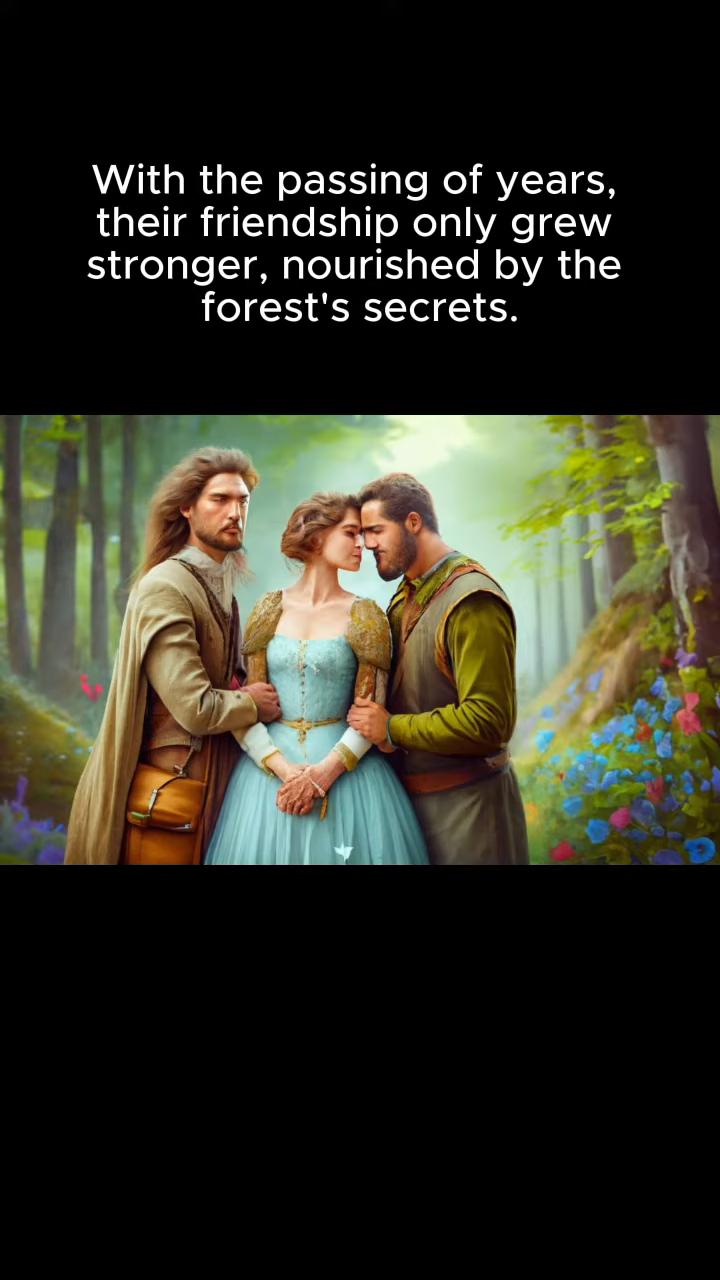 With the passing of years,
their friendship only grew
stronger, nourished by the
forest's secrets.